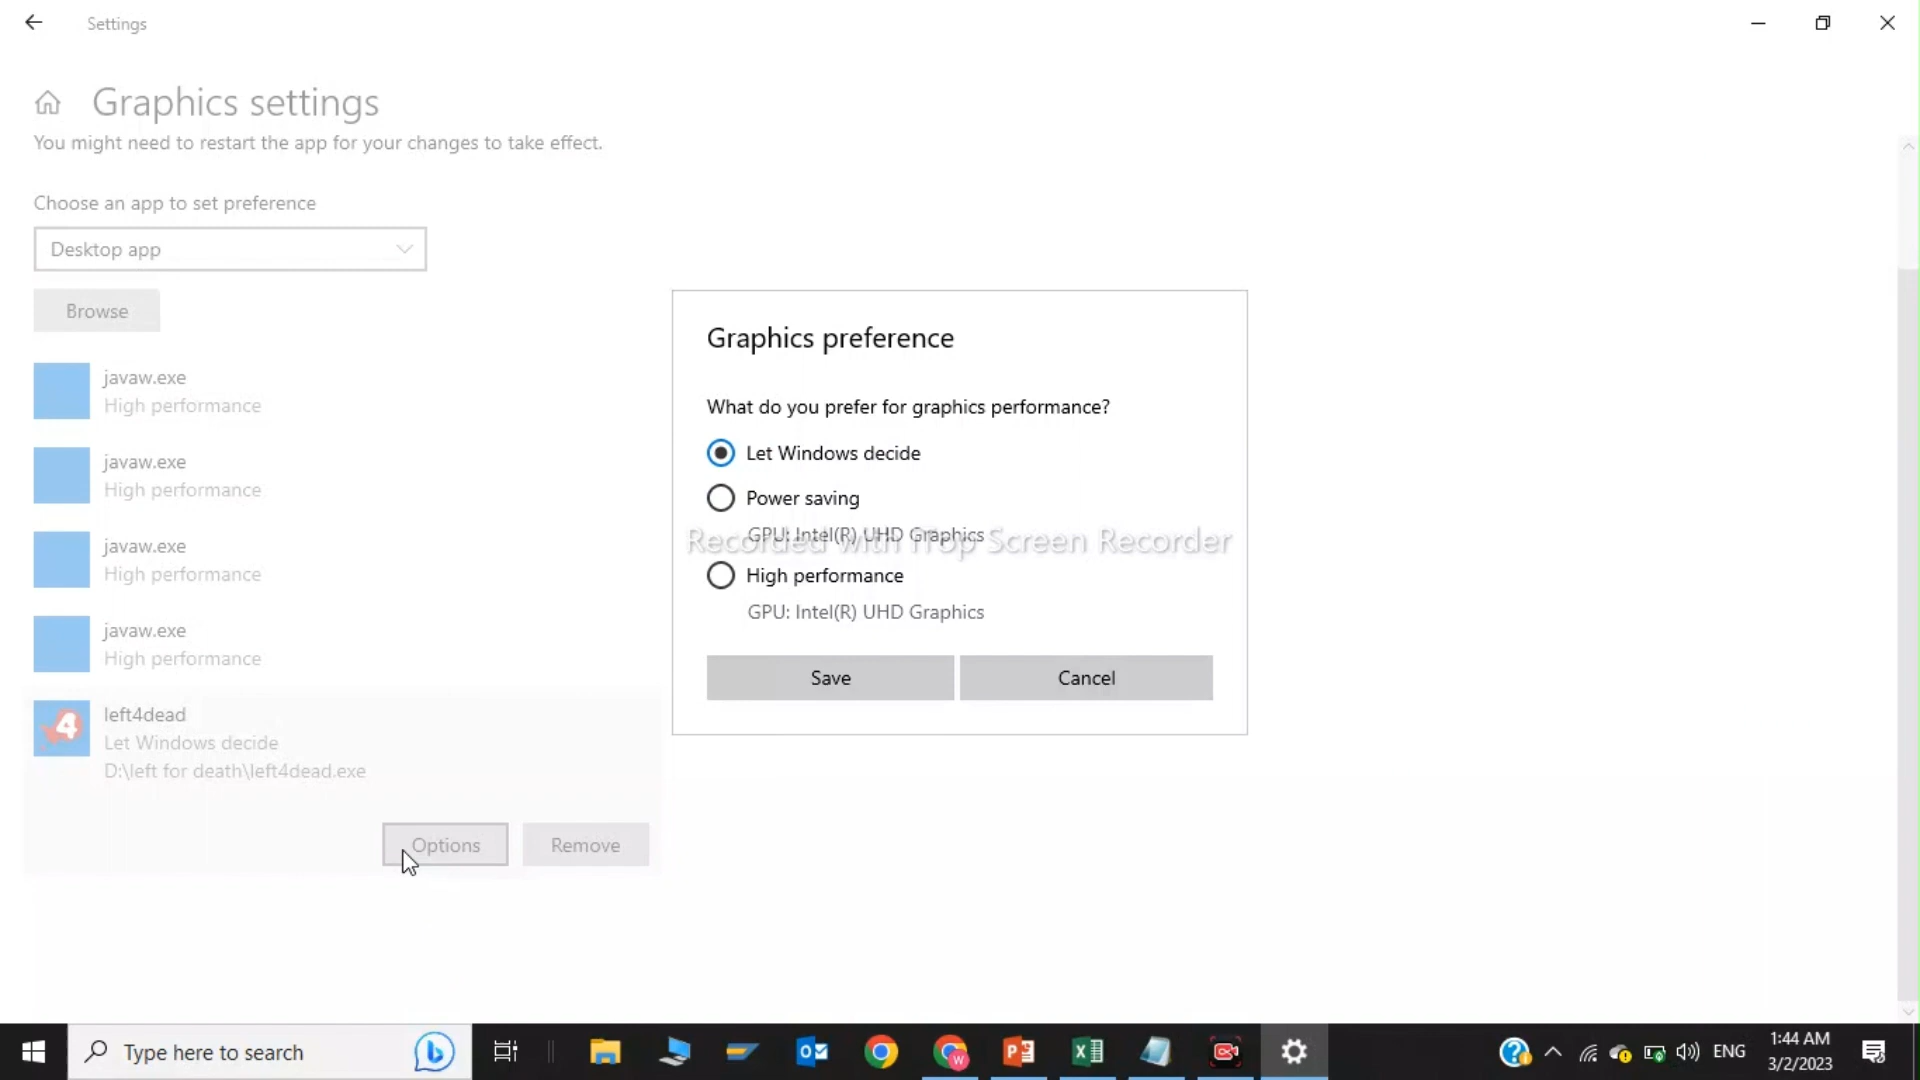 Settings
Graphics settings
You might need to restart the app for your changes to take effect.
Choose an app to set preference
Desktop app
Browse
javaw.exe
High performance
javaw.exe
High performance
javaw.exe
High performance
javaw.exe
High performance
4
left4dead
Let Windows decide
D:\left for death\left4dead.exe
Options
Remove
Graphics preference
What do you prefer for graphics performance?
Let Windows decide
Power saving
GPU: Intel(R) UHD Graphics
Recorded with iTop Screen Recorder
High performance
GPU: Intel(R) UHD Graphics
Save
Cancel
Type here to search
ENG
1:44 AM
3/2/2023